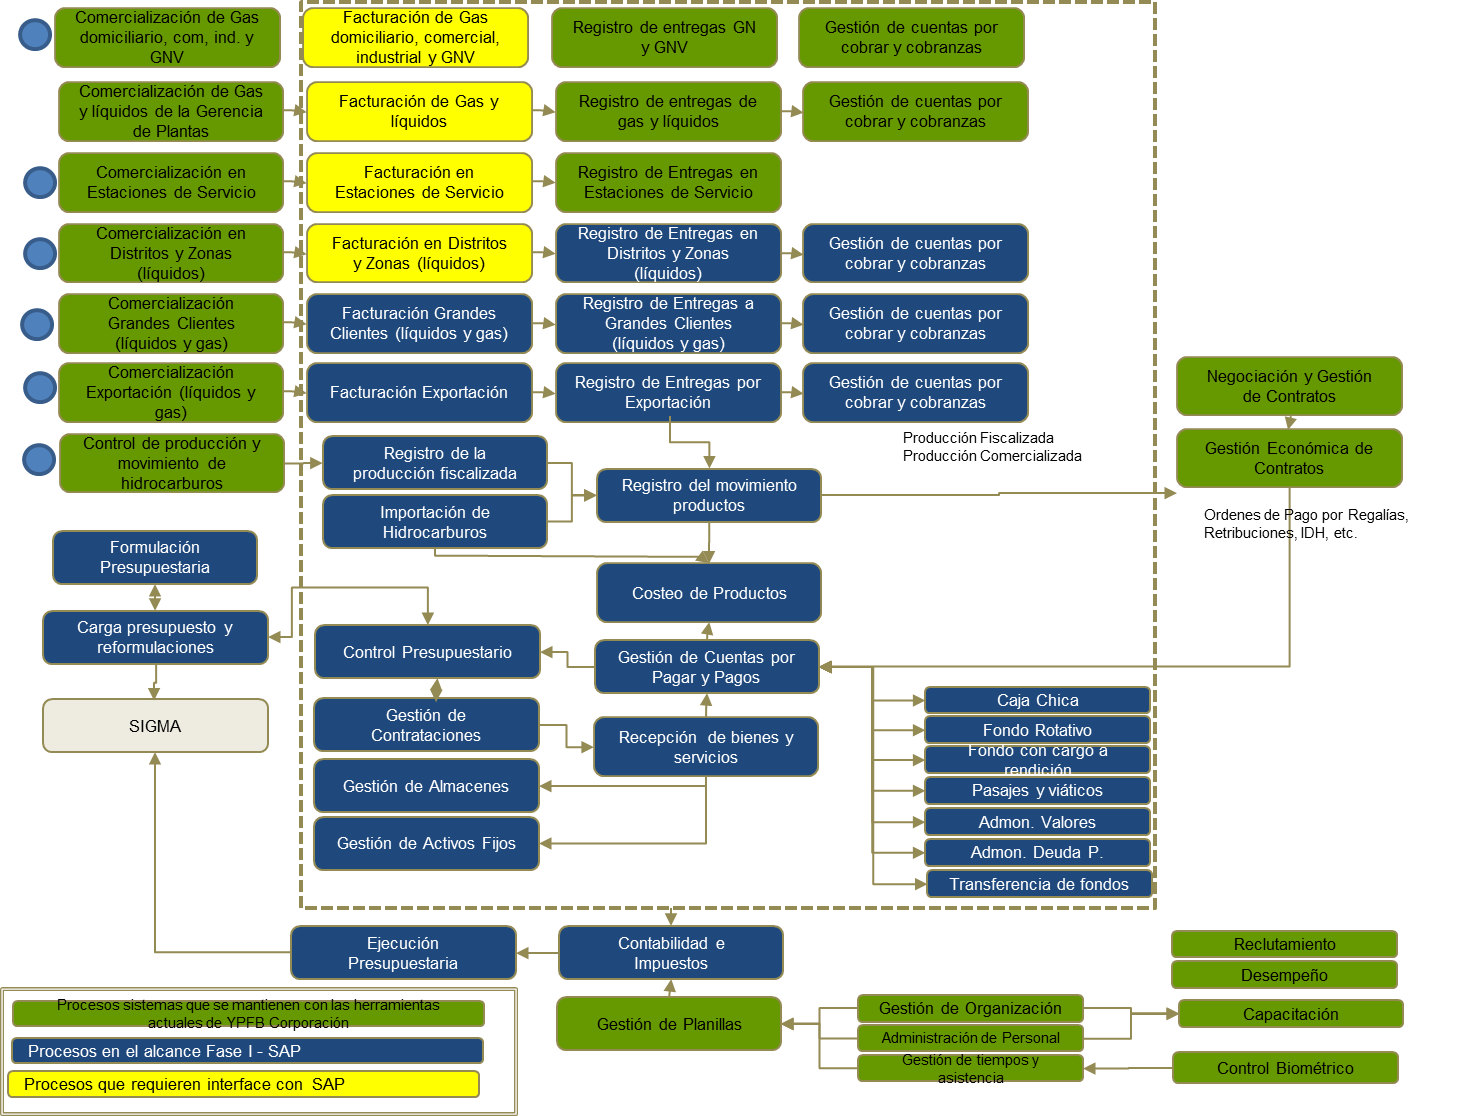 Comercialización de Gas
domiciliario, com, ind. y
GNV
Facturación de Gas
domiciliario, comercial,
industrial y GNV
Registro de entregas GN
y GNV
Gestión de cuentas por
cobrar y cobranzas
Comercialización de Gas
y líquidos de la Gerencia
de Plantas
Facturación de Gas y
líquidos
Registro de entregas de
gas y líquidos
Gestión de cuentas por
cobrar y cobranzas
Comercialización en
Estaciones de Servicio
Facturación en
Estaciones de Servicio
Registro de Entregas en
Estaciones de Servicio
Comercialización en
Distritos y Zonas
(líquidos)
Facturación en Distritos
y Zonas (líquidos)
Registro de Entregas en
Distritos y Zonas
(líquidos)
Gestión de cuentas por
cobrar y cobranzas
Comercialización
Grandes Clientes
(líquidos y gas)
Facturación Grandes
Clientes (líquidos y gas)
Registro de Entregas a
Grandes Clientes
(líquidos y gas)
Gestión de cuentas por
cobrar y cobranzas
Comercialización
Exportación (líquidos y
gas)
Facturación Exportación
Registro de Entregas por
Exportación
Gestión de cuentas por
cobrar y cobranzas
Negociación y Gestión
de Contratos
Control de producción y
movimiento de
hidrocarburos
Registro de la
producción fiscalizada
Producción Fiscalizada
Producción Comercializada
Gestión Económica de
Contratos
Registro del movimiento
productos
Importación de
Hidrocarburos
Ordenes de Pago por Regalías,
Retribuciones, IDH, etc.
Formulación
Presupuestaria
Costeo de Productos
Carga presupuesto y
reformulaciones
Control Presupuestario
Gestión de Cuentas por
Pagar y Pagos
SIGMA
Gestión de
Contrataciones
Recepción de bienes y
servicios
Caja Chica
Fondo Rotativo
Fondo con cargo a
rendición
Gestión de Almacenes
Pasajes y viáticos
Admon. Valores
Gestión de Activos Fijos
Admon. Deuda P.
Transferencia de fondos
Ejecución
Presupuestaria
Contabilidad e
Impuestos
Reclutamiento
Desempeño
Procesos sistemas que se mantienen con las herramientas
actuales de YPFB Corporación
Gestión de Planillas
Gestión de Organización
Capacitación
Administración de Personal
Procesos en el alcance Fase I - SAP
Gestión de tiempos y
asistencia
Control Biométrico
Procesos que requieren interface con SAP